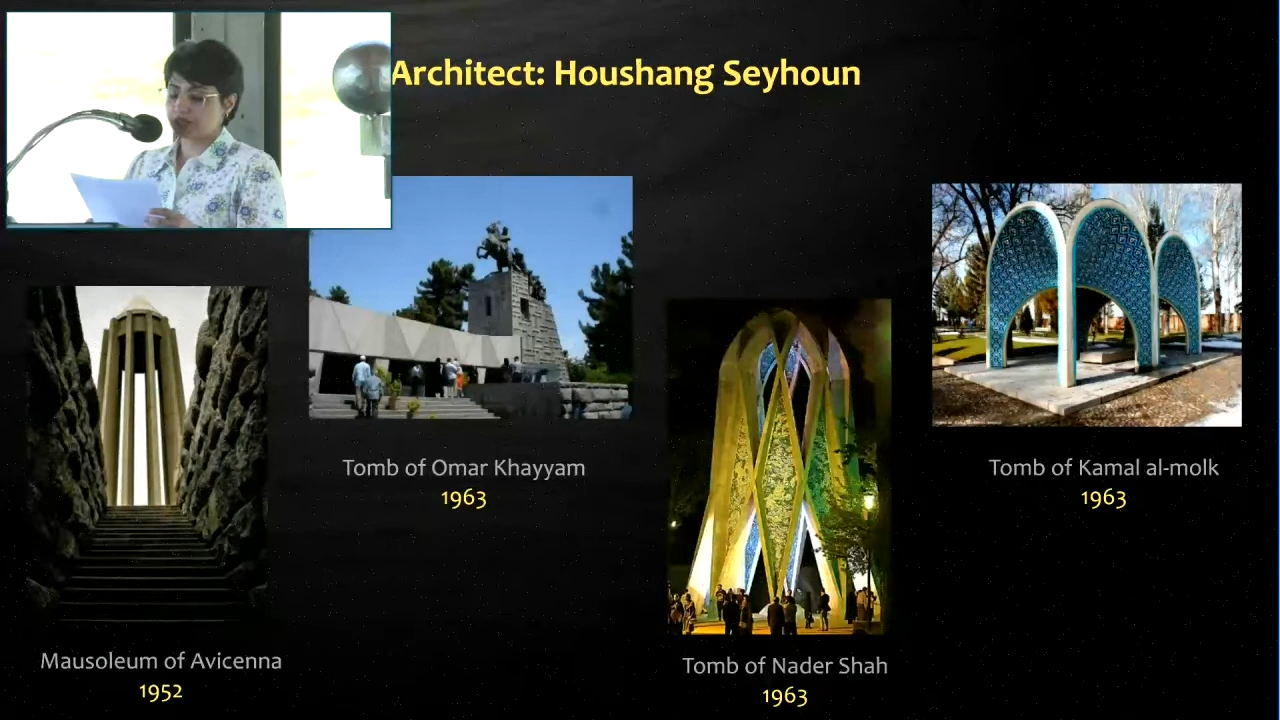 Architect: Houshang Seyhoun
Tomb of Omar Khayyam
1963
Tomb of Kamal al-molk
1963
Mausoleum of Avicenna
1952
Tomb of Nader Shah
1963